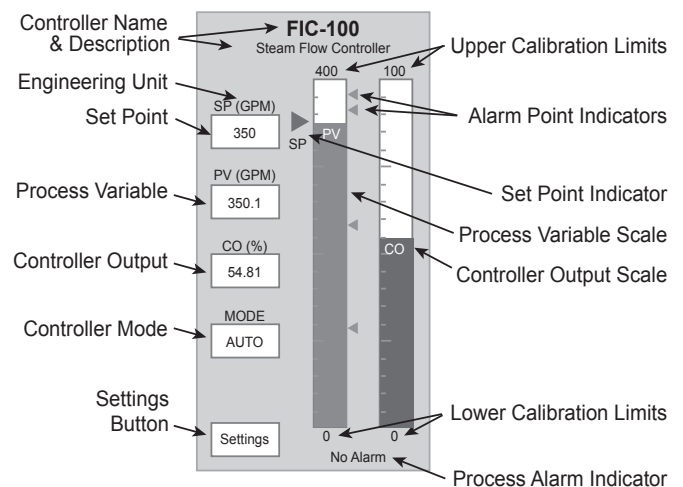 Controller Name
& Description
FIC-100
Steam Flow Controller
Upper Calibration Limits
400
100
Engineering Unit
SP (GPM)
Set Point
350
SP
PV
Alarm Point Indicators
PV (GPM)
Process Variable
350.1
Set Point Indicator
Process Variable Scale
CO (%)
Controller Output
54.81
CO
Controller Output Scale
MODE
Controller Mode
AUTO
Settings
Button
Settings
Lower Calibration Limits
0
0
No Alarm
Process Alarm Indicator